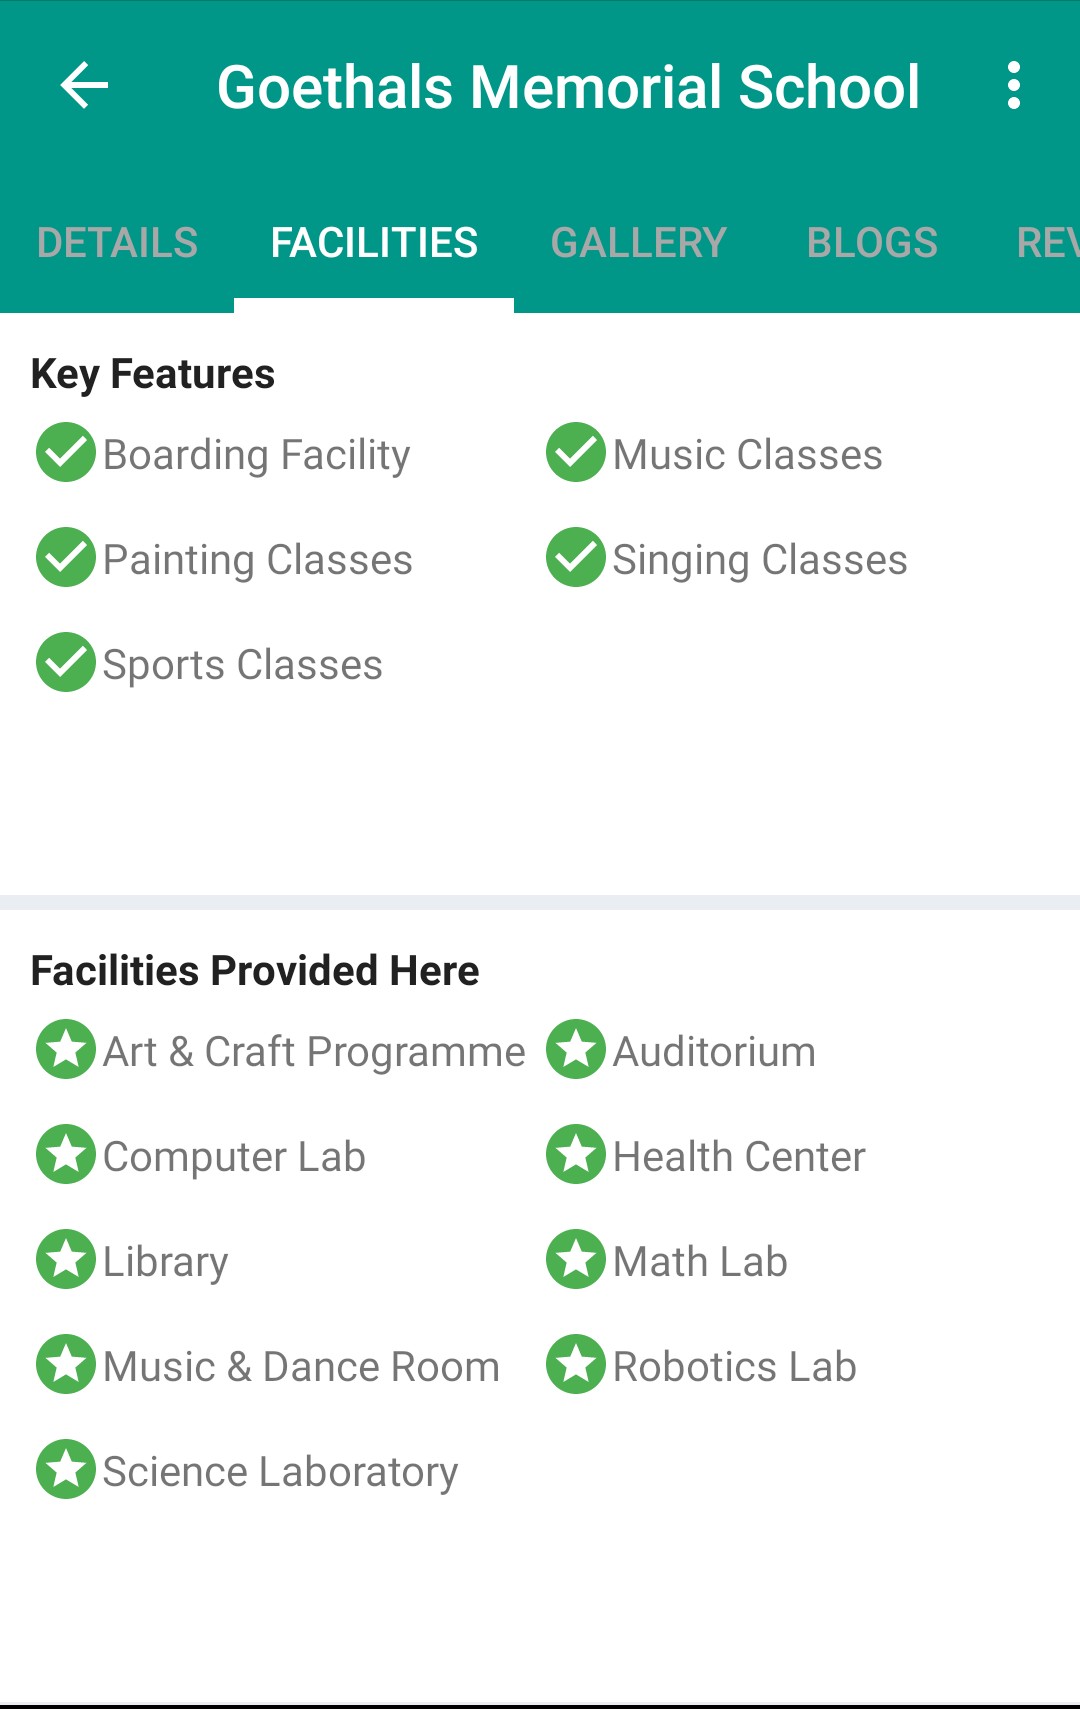 Goethals Memorial School
DETAILS FACILITIES GALLERY BLOGS REV
Key Features
Boarding Facility Music Classes
Painting Classes Singing Classes
Sports Classes
Facilities Provided Here
Art & Craft Programme Auditorium
Computer Lab Health Center
Library Math Lab
Music & Dance Room Robotics Lab
Science Laboratory